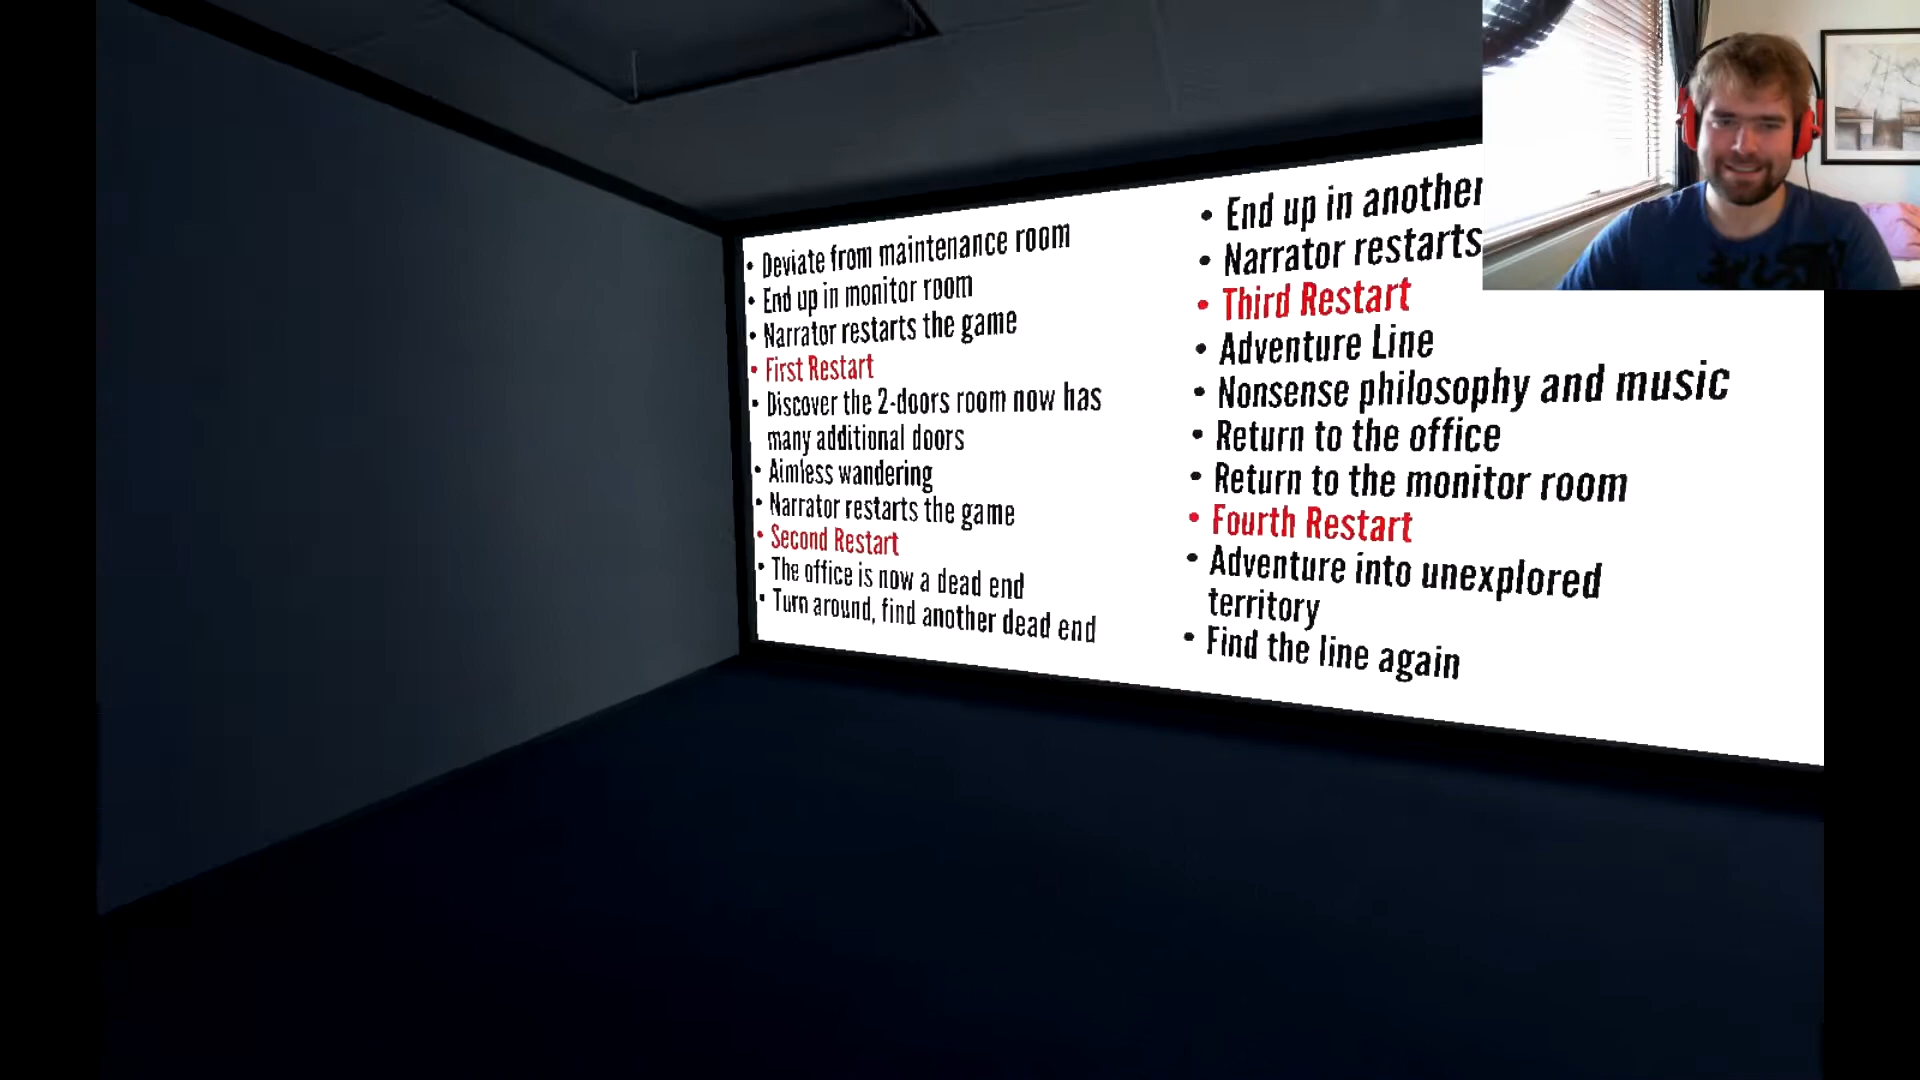 • Deviate from maintenance room
• End up in monitor room
• Narrator restarts the game
• First Restart
• Discover the 2-doors room now has
many additional doors
• Aimless wandering
• Narrator restarts the game
• Second Restart
• The office is now a dead end
• Turn around, find another dead end
• End up in another
• Narrator restarts
• Third Restart
• Adventure Line
• Nonsense philosophy and music
• Return to the office
• Return to the monitor room
• Fourth Restart
• Adventure into unexplored
territory
• Find the line again